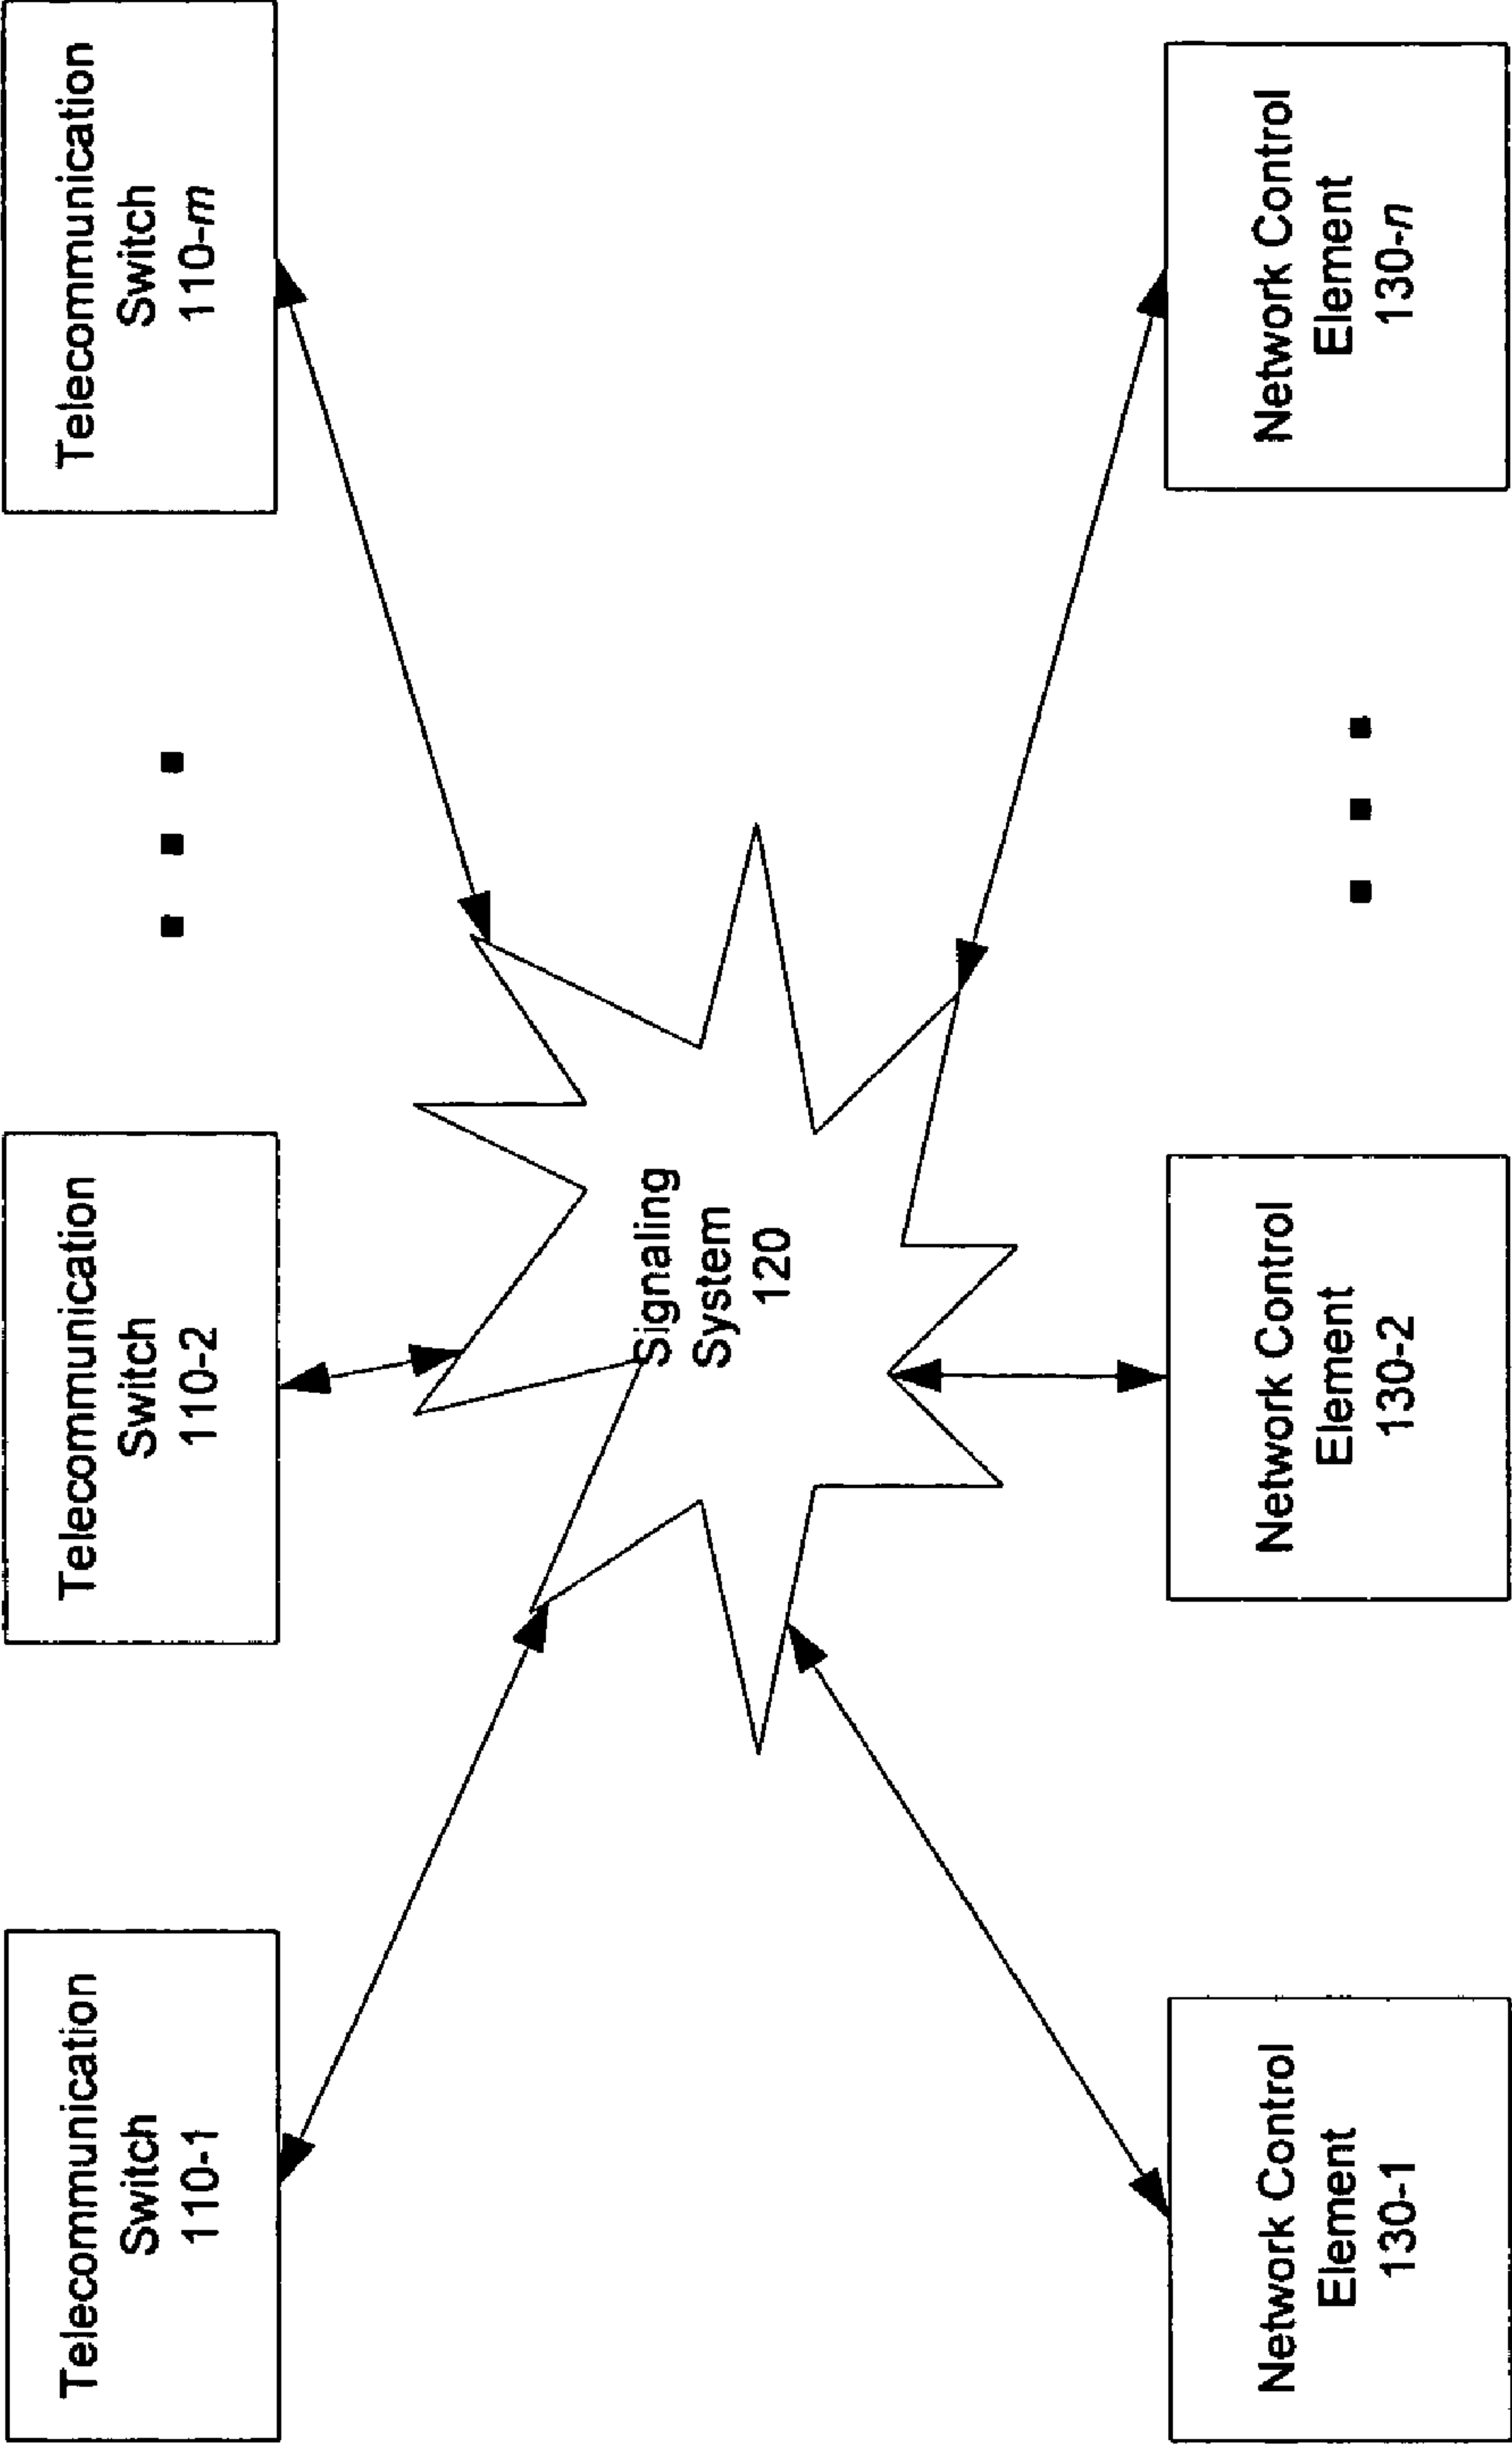 Telecommunication
Switch
110-1
Telecommunication
Switch
110-2
Telecommunication
Switch
110-m
Signaling
System
120
Network Control
Element
130-1
Network Control
Element
130-2
Network Control
Element
130-n